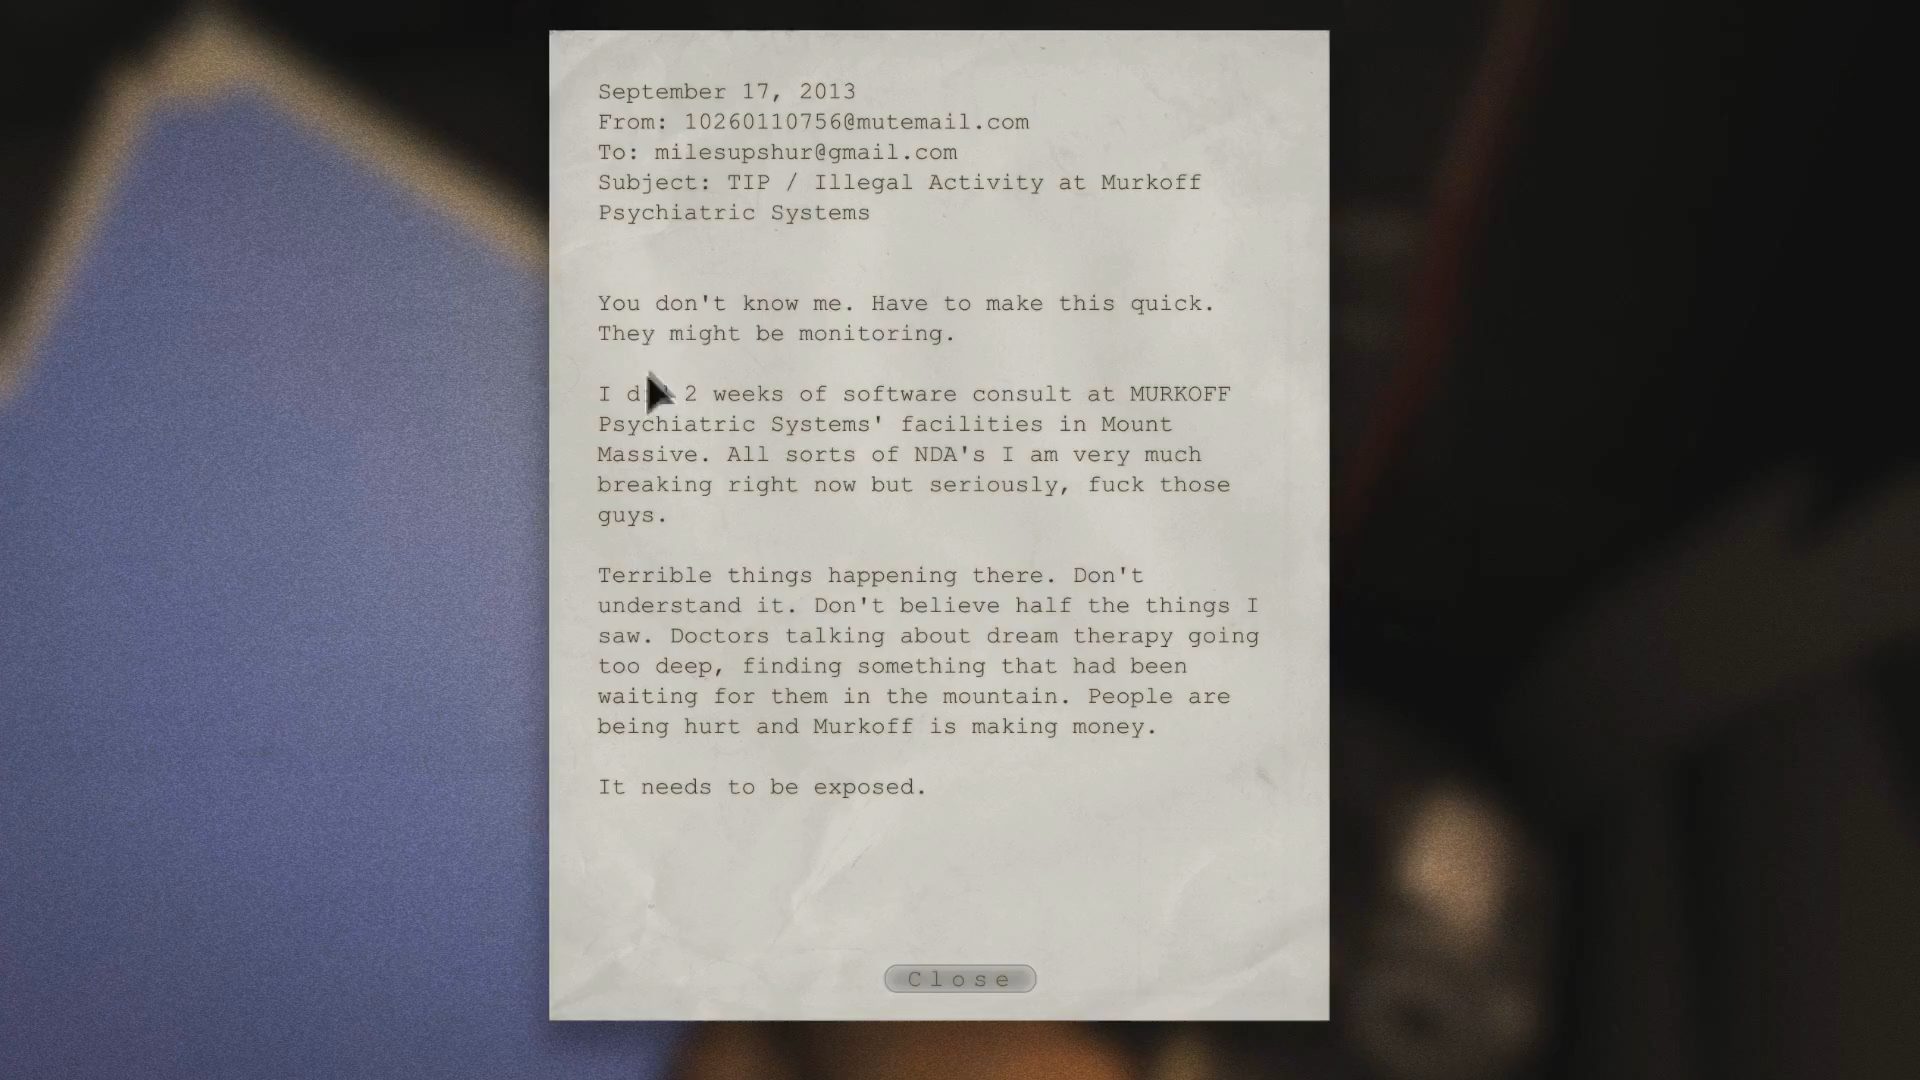 September 17, 2013
From: 10260110756@mutemail.com
To: milesupshur@gmail.com
Subject: TIP / Illegal Activity at Murkoff
Psychiatric Systems
You don't know me. Have to make this quick.
They might be monitoring.
I 2 weeks of software consult at MURKOFF
Psychiatric Systems' facilities in Mount
Massive. All sorts of NDA's I am very much
breaking right now but seriously, fuck those
guys.
Terrible things happening there. Don't
understand it. Don't believe half the things I
saw. Doctors talking about dream therapy going
too deep, finding something that had been
waiting for them in the mountain. People are
being hurt and Murkoff is making money.
It needs to be exposed.
Close